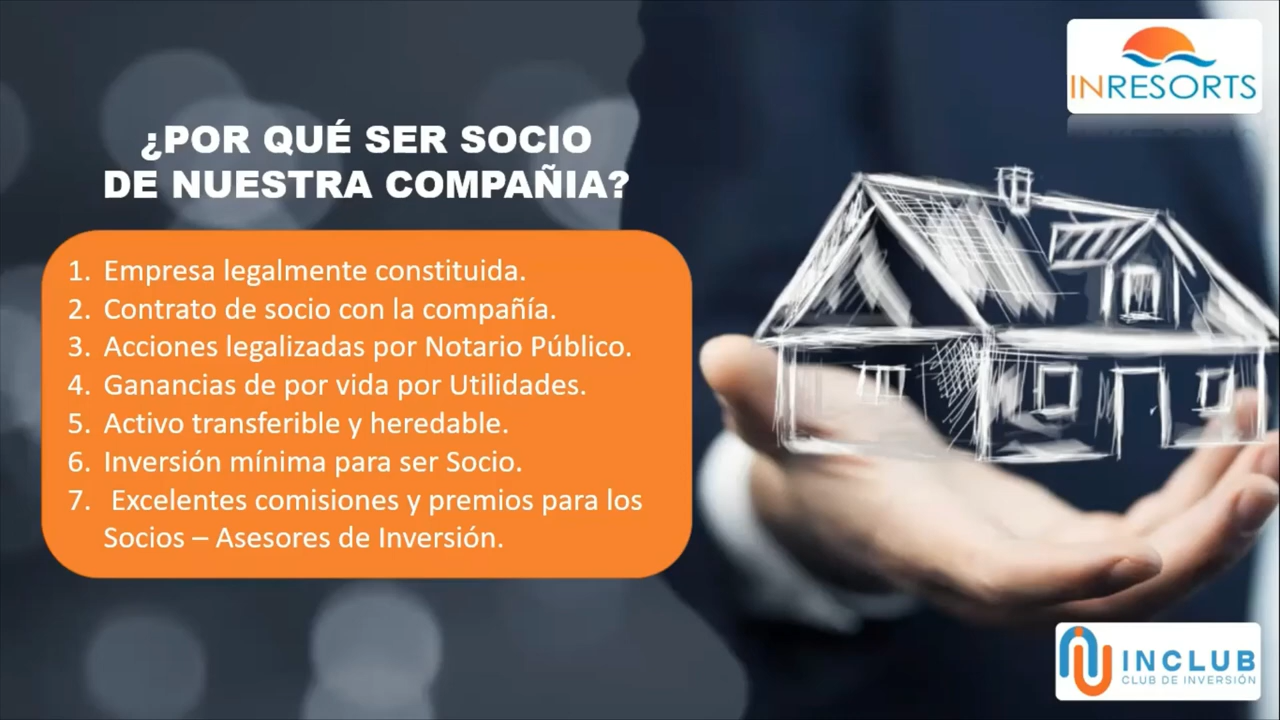 INRESORTS
¿POR QUÉ SER SOCIO
DE NUESTRA COMPAÑIA?
1. Empresa legalmente constituida.
2. Contrato de socio con la compañía.
3. Acciones legalizadas por Notario Público.
4. Ganancias de por vida por Utilidades.
5. Activo transferible y heredable.
6. Inversión mínima para ser Socio.
7. Excelentes comisiones y premios para los
Socios – Asesores de Inversión.
INCLUB
CLUB DE INVERSIÓN